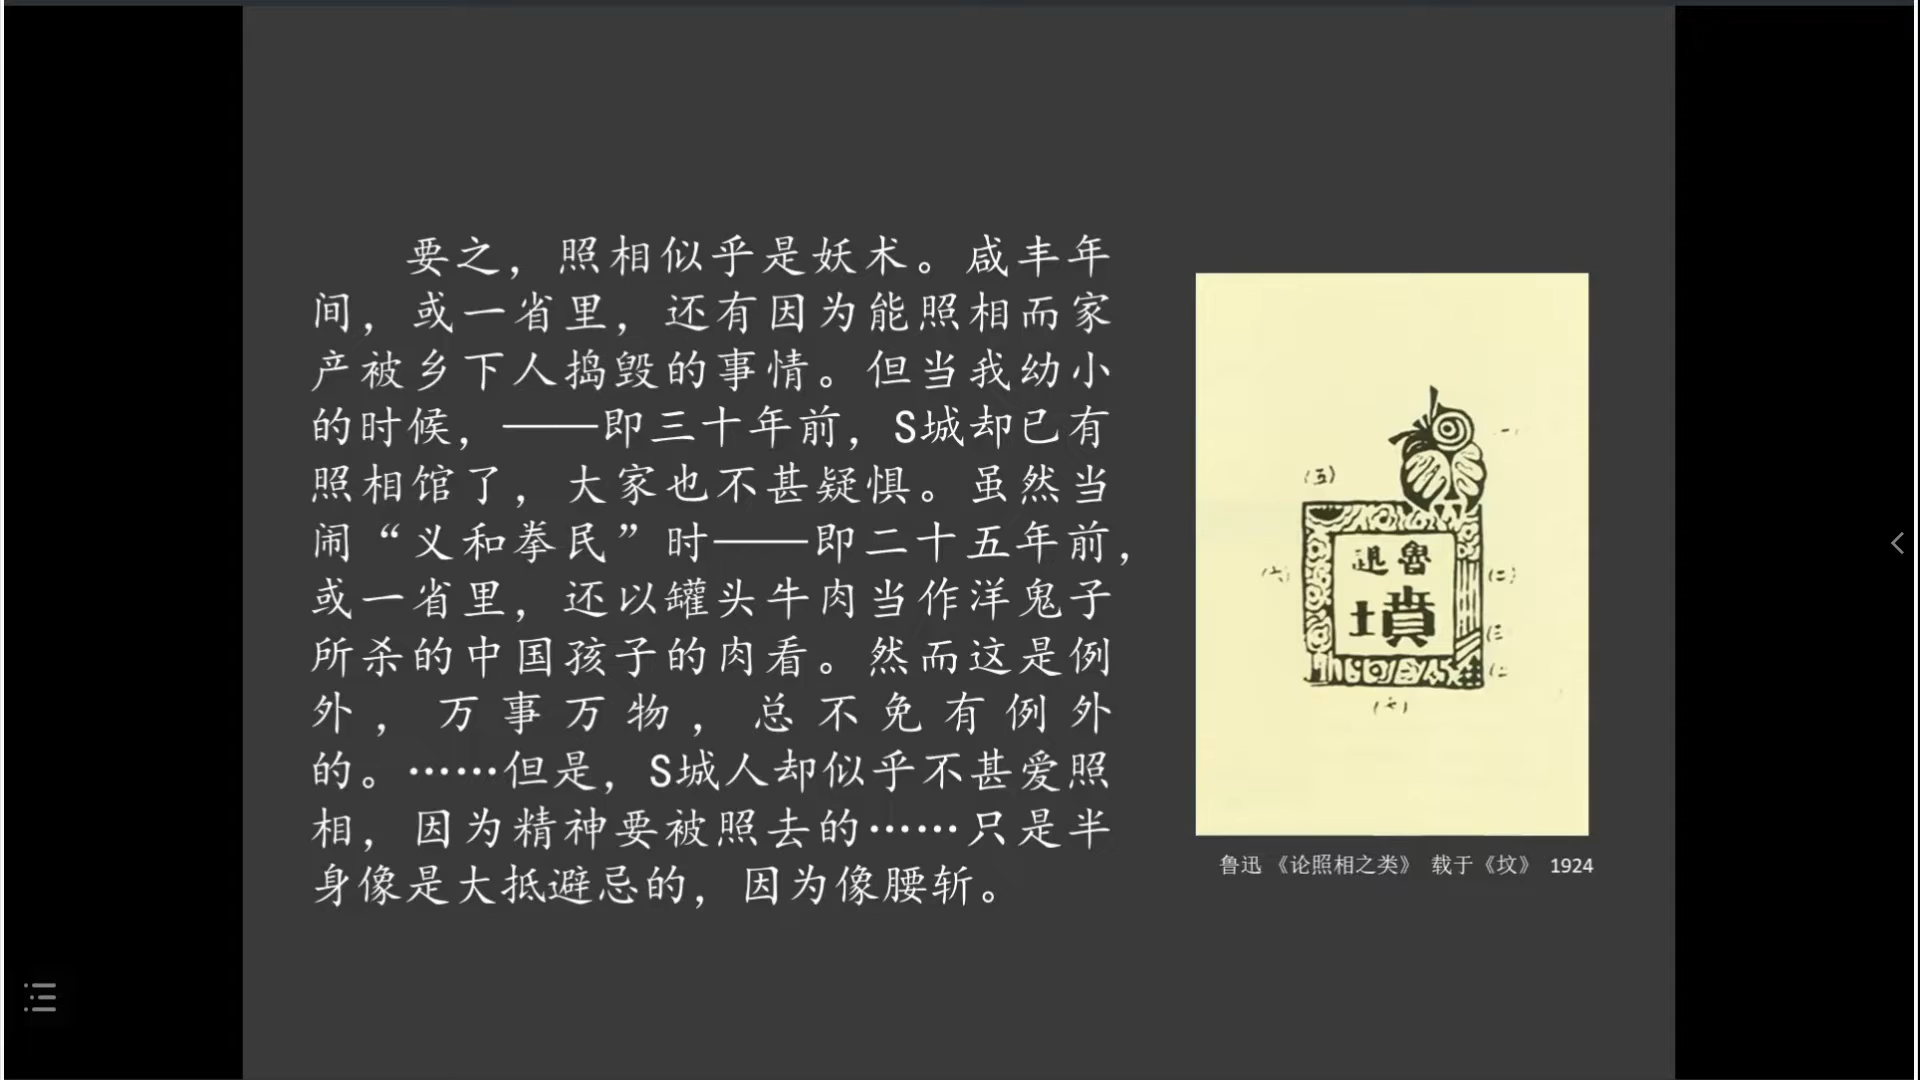 要之，照相似乎是妖术。咸丰年
间，或一省里，还有因为能照相而家
产被乡下人捣毁的事情。但当我幼小
的时候，——即三十年前，S城却已有
照相馆了，大家也不甚疑惧。虽然当
闹“义和拳民”时——即二十五年前，
或一省里，还以罐头牛肉当作洋鬼子
所杀的中国孩子的肉看。然而这是例
外，万事万物，总不免有例外
的。……但是，S城人却似乎不甚爱照
相，因为精神要被照去的……只是半
身像是大抵避忌的，因为像腰斩。
（五）
魯迅
墳
（六）
（二）
（七）
鲁迅《论照相之类》 载于《坟》 1924